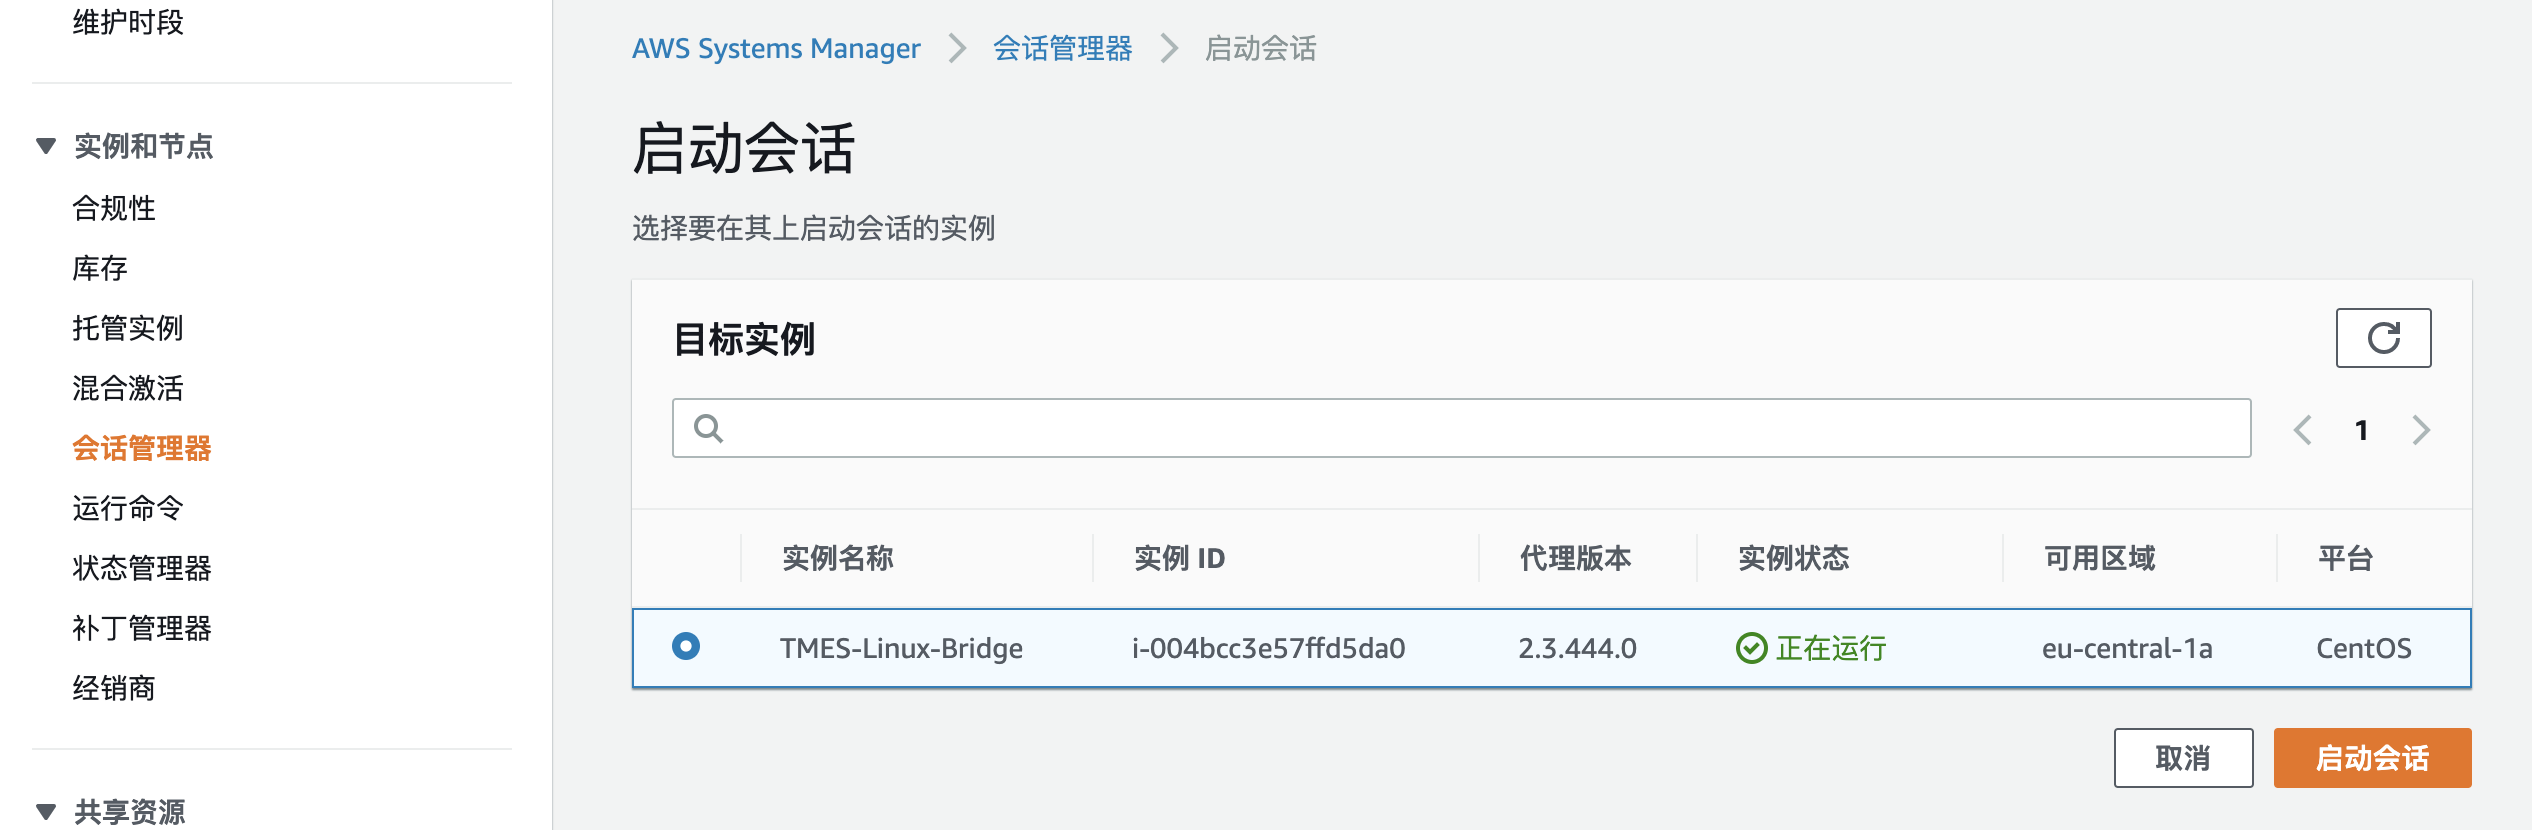 维护时段
实例和节点
合规性
库存
托管实例
混合激活
会话管理器
运行命令
状态管理器
补丁管理器
经销商
共享资源
AWS Systems Manager 会话管理器 启动会话
启动会话
选择要在其上启动会话的实例
目标实例
1
实例名称 实例 ID 代理版本 实例状态 可用区域 平台
TMES-Linux-Bridge i-004bcc3e57ffd5da0 2.3.444.0 正在运行 eu-central-1a CentOS
取消 启动会话